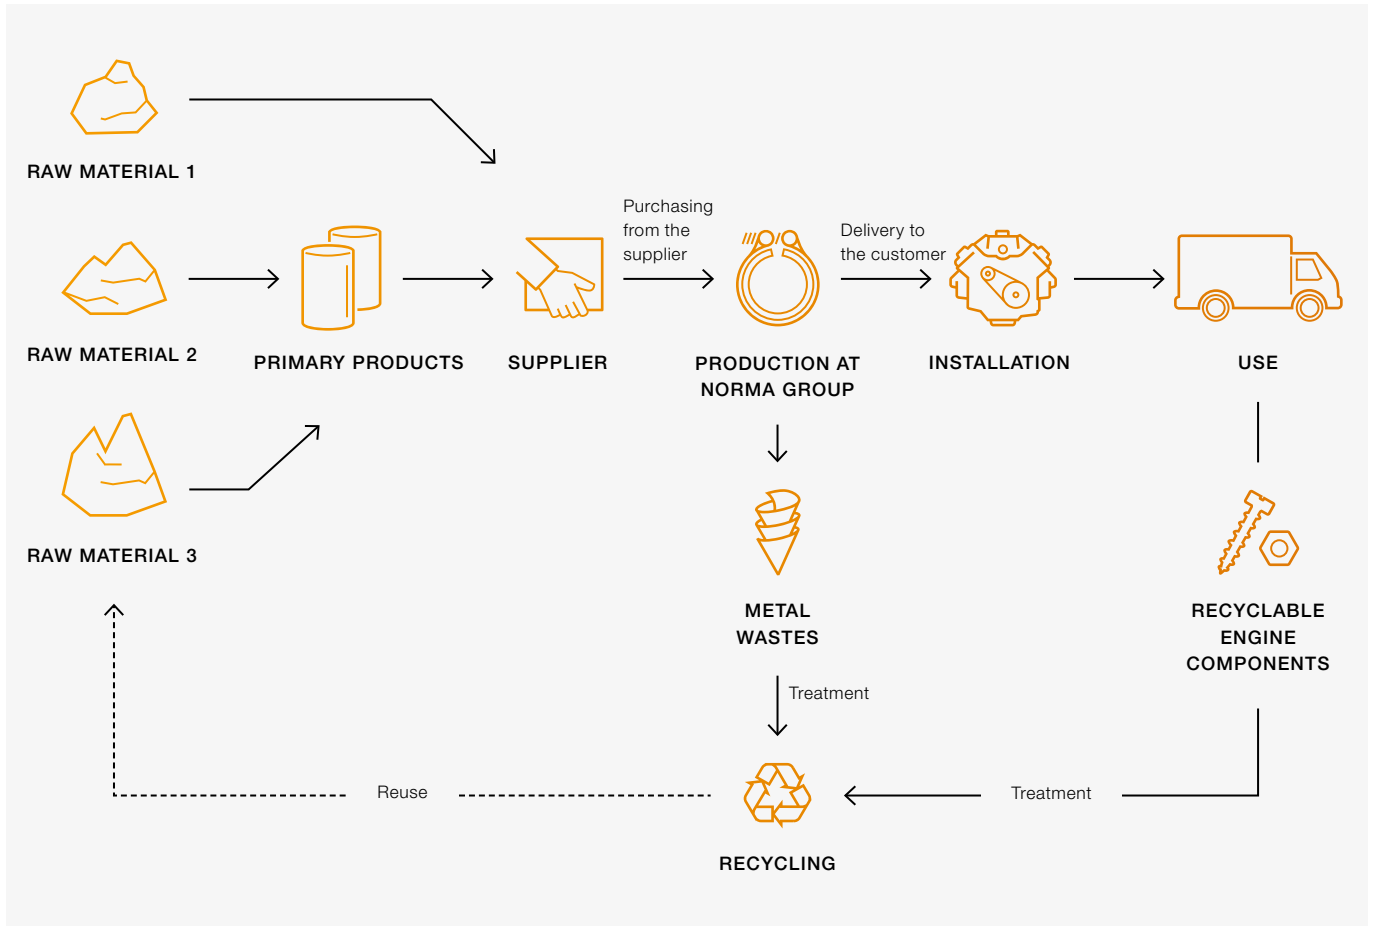 RAW MATERIAL 1
Purchasing
from the
supplier
Delivery to
the customer
RAW MATERIAL 2
PRIMARY PRODUCTS
SUPPLIER
PRODUCTION AT
NORMA GROUP
INSTALLATION
USE
RAW MATERIAL 3
METAL
WASTES
RECYCLABLE
ENGINE
COMPONENTS
Treatment
Reuse
Treatment
RECYCLING